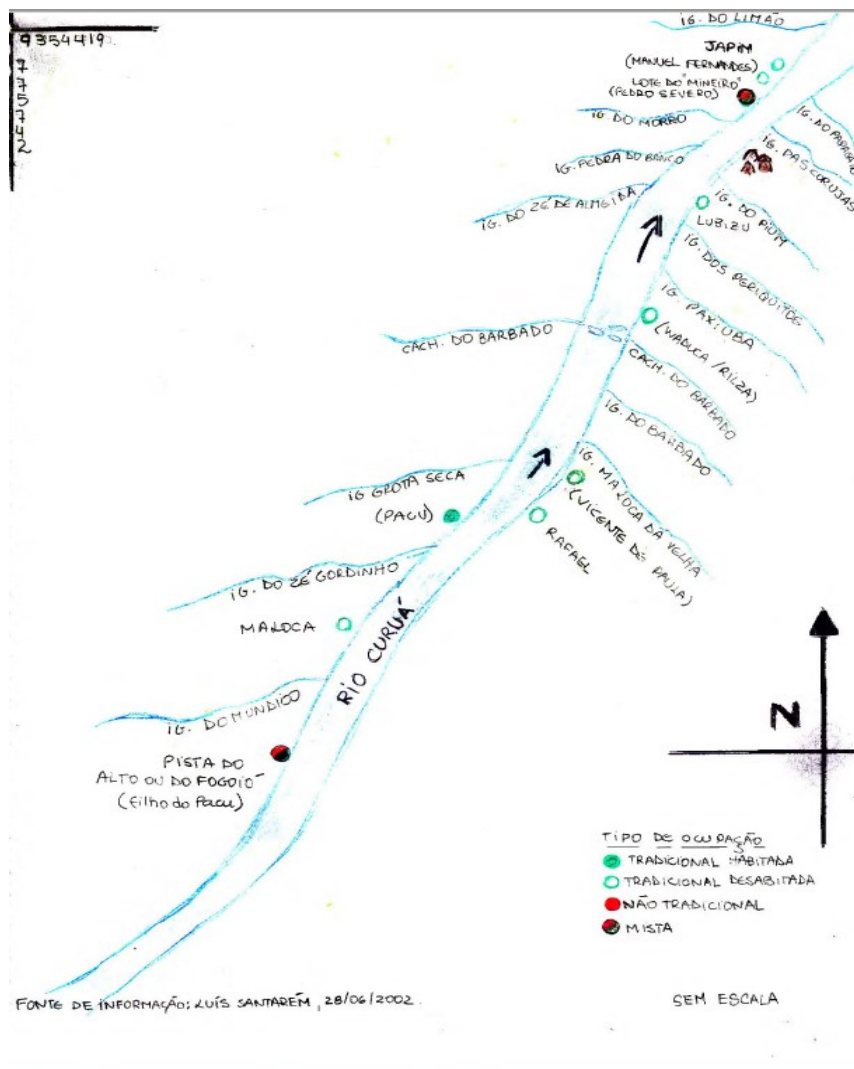 IG. DO LIMÃO
9354419
7
7
5
7
4
2
JAPIM
(MANUEL FERNANDES)
LOTE DO "MINEIRO"
(PEDRO SEVERO)
IG. DO MORRO
IG. DO PAPAGAIO
IG. DAS CORUJAS
IG. PEDRA DO BANCO
IG. DO ZÉ DE ALMEIDA
IG. DO PIUM
LUBIZU
IG. DOS PERIQUITOS
IG. PAXIUBA
(WADUCA / RILZA)
CACH. DO BARBADO
CACH. DO BARBADO
IG. DO BARBADO
IG GROTA SECA
(PACU)
IG. MALOCA DA VELHA
(VICENTE DE PAULA)
RAFAEL
IG. DO ZÉ GORDINHO
MALOCA
RIO CURUÁ
IG. DO MUNDICO
PISTA DO
ALTO OU DO FOGOIÓ
(Filho do Pacu)
N
TIPO DE OCUPAÇÃO
TRADICIONAL HABITADA
TRADICIONAL DESABITADA
NÃO TRADICIONAL
MISTA
FONTE DE INFORMAÇÃO: LUÍS SANTARÉM, 28/06/2002.
SEM ESCALA